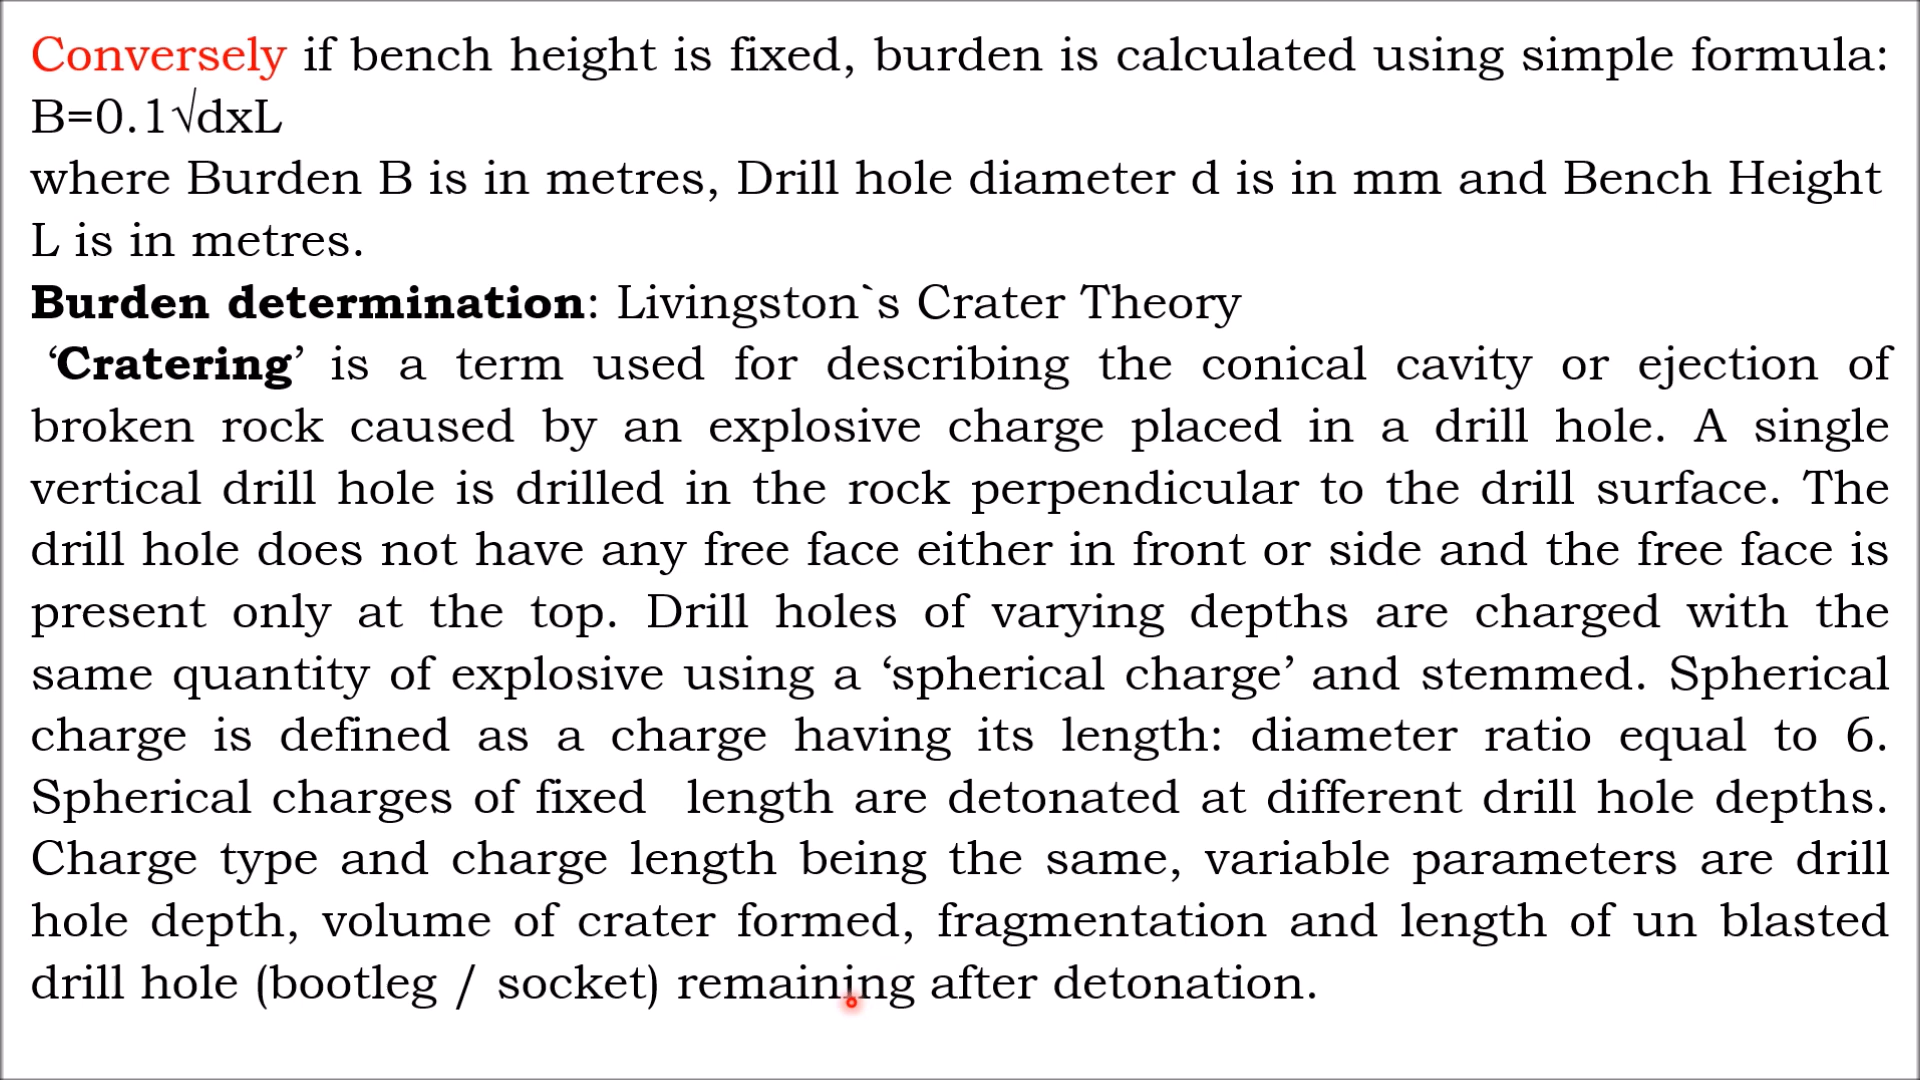 Conversely if bench height is fixed, burden is calculated using simple formula:
B=0.1√dxL
where Burden B is in metres, Drill hole diameter d is in mm and Bench Height
L is in metres.
Burden determination: Livingston`s Crater Theory
‘Cratering’ is a term used for describing the conical cavity or ejection of
broken rock caused by an explosive charge placed in a drill hole. A single
vertical drill hole is drilled in the rock perpendicular to the drill surface. The
drill hole does not have any free face either in front or side and the free face is
present only at the top. Drill holes of varying depths are charged with the
same quantity of explosive using a ‘spherical charge’ and stemmed. Spherical
charge is defined as a charge having its length: diameter ratio equal to 6.
Spherical charges of fixed length are detonated at different drill hole depths.
Charge type and charge length being the same, variable parameters are drill
hole depth, volume of crater formed, fragmentation and length of un blasted
drill hole (bootleg / socket) remaining after detonation.